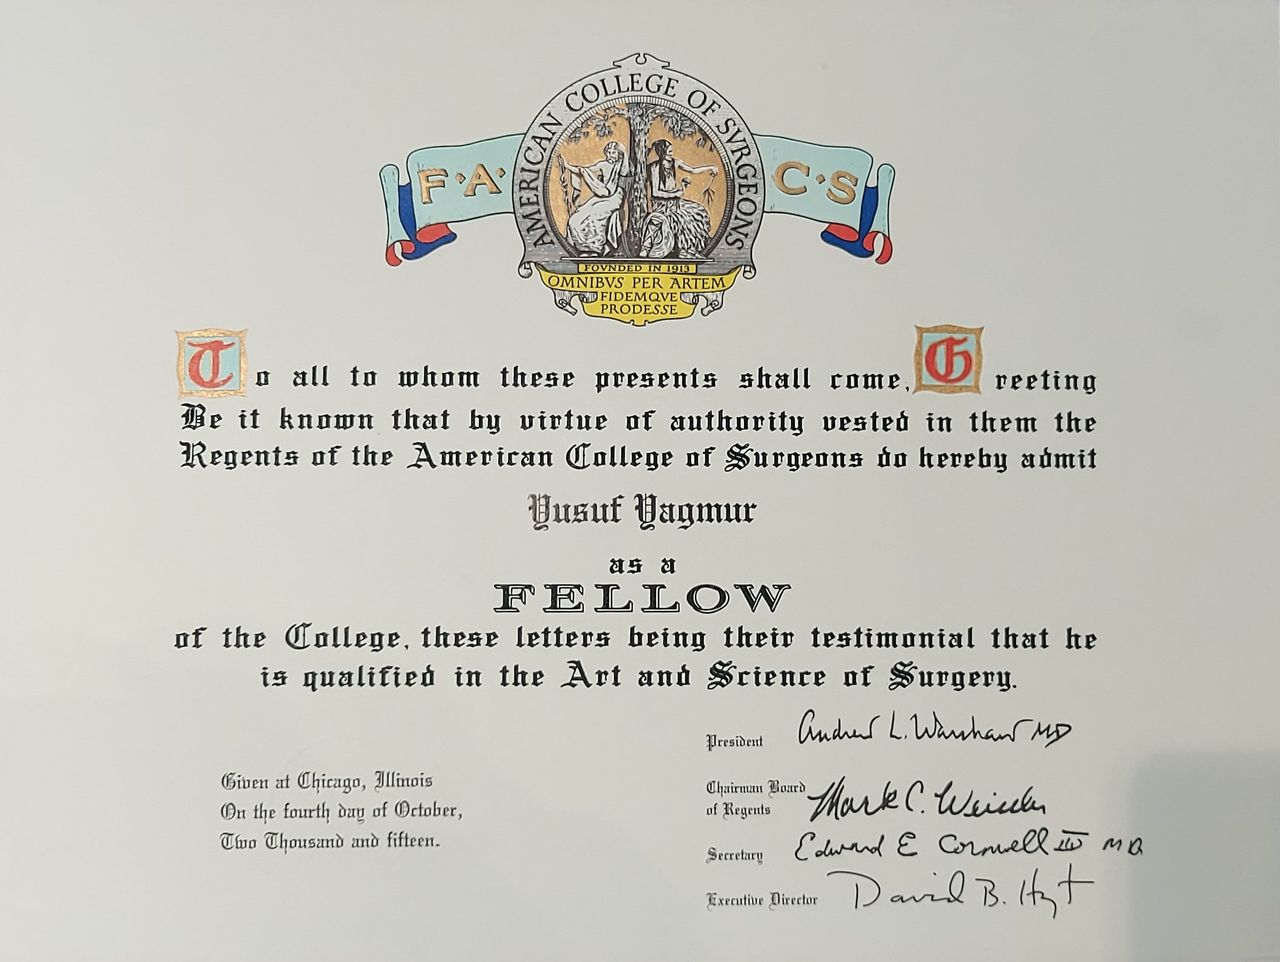 AMERICAN COLLEGE OF SVRGEONS
F·A·C·S
FOUNDED IN 1913
OMNIBVS PER ARTEM
FIDEMQVE
PRODESSE
To all to whom these presents shall come, Greeting
Be it known that by virtue of authority vested in them the
Regents of the American College of Surgeons do hereby admit
Yusuf Yagmur
as a
FELLOW
of the College, these letters being their testimonial that he
is qualified in the Art and Science of Surgery.
Given at Chicago, Illinois
On the fourth day of October,
Two Thousand and fifteen.
President Andrew L. Warshaw MD
Chairman Board
of Regents Mark C. Weissler
Secretary Edward E Cornwell III MD
Executive Director David B. Hoyt